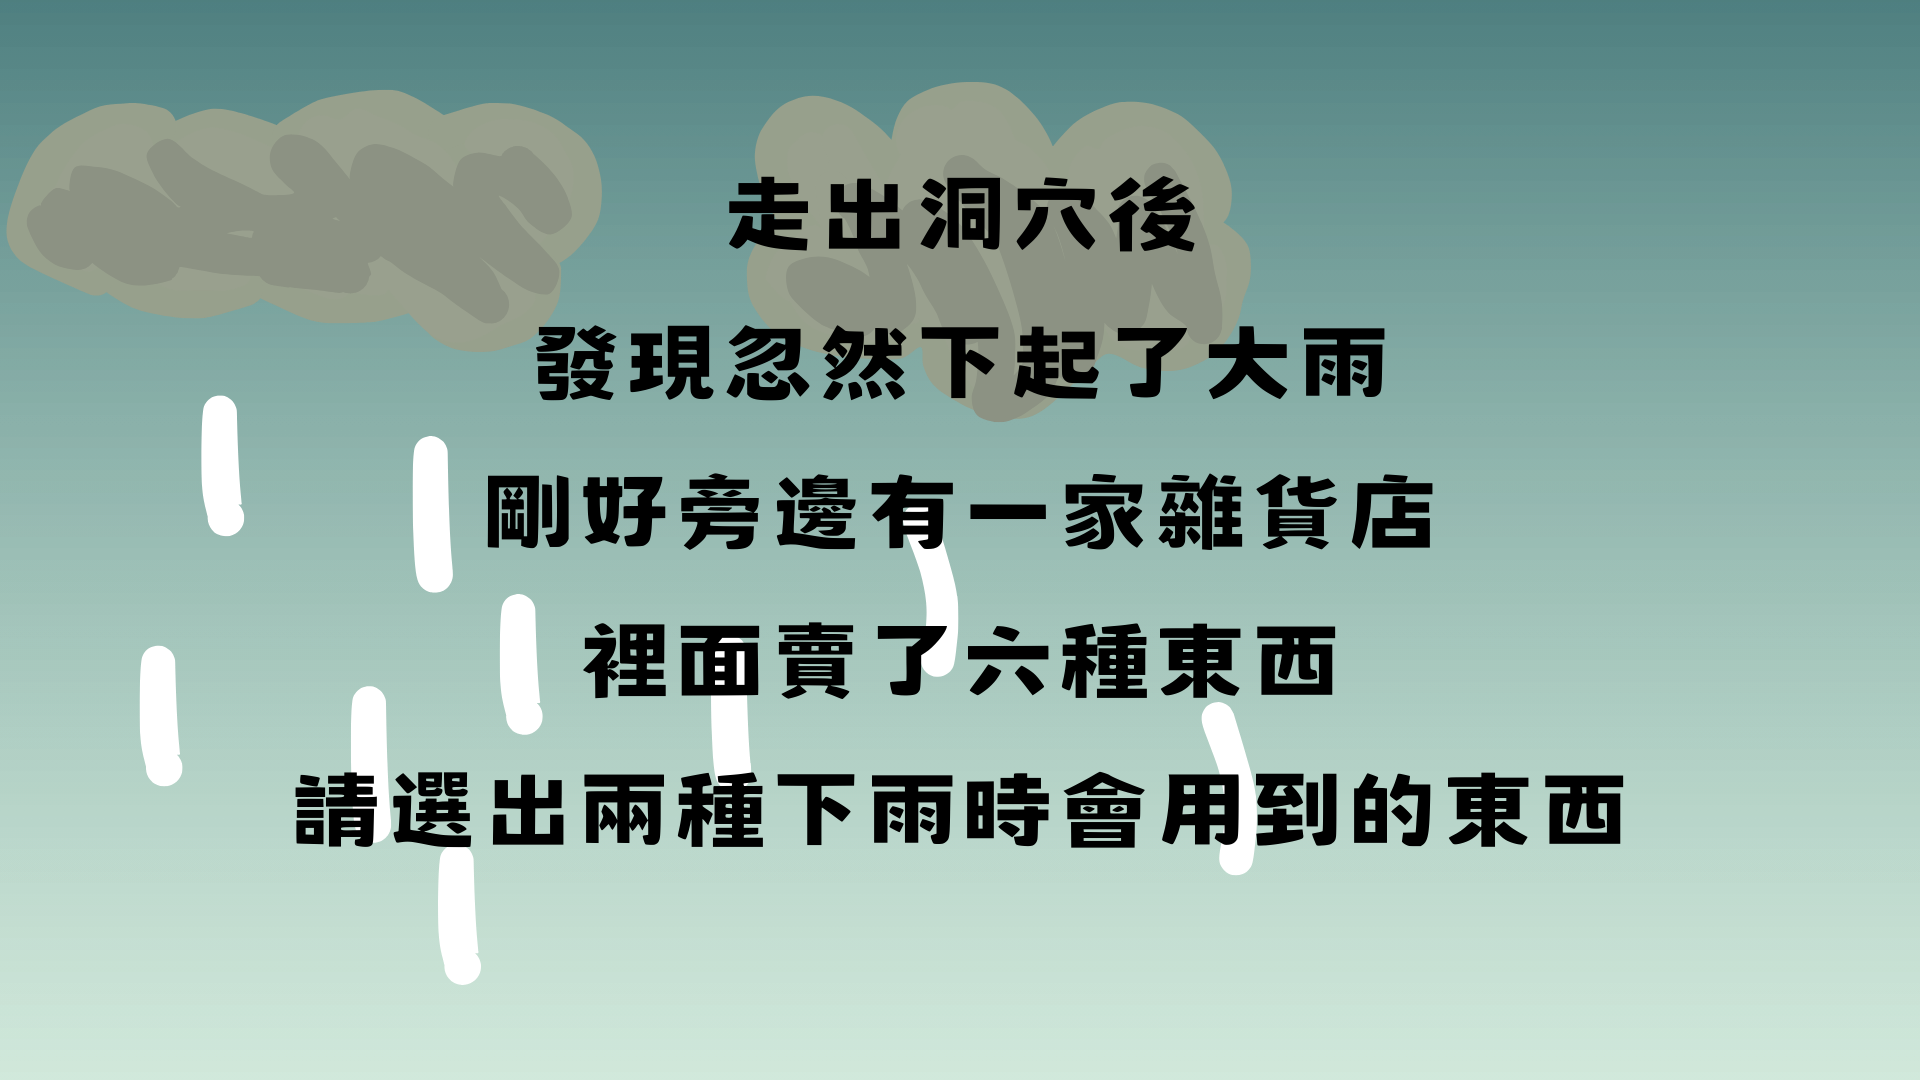 走出洞穴後
發現忽然下起了大雨
剛好旁邊有一家雜貨店
裡面賣了六種東西
請選出兩種下雨時會用到的東西